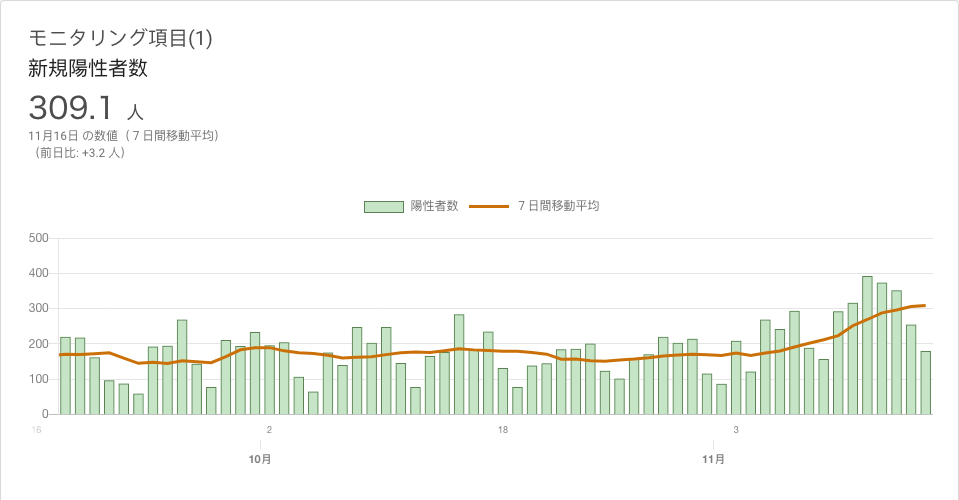 モニタリング項目(1)
新規陽性者数
309.1 人
11月16日 の数値（７日間移動平均）
（前日比: +3.2 人）
陽性者数 ７日間移動平均
500
400
300
200
100
0
16 2 18 3
10月 11月